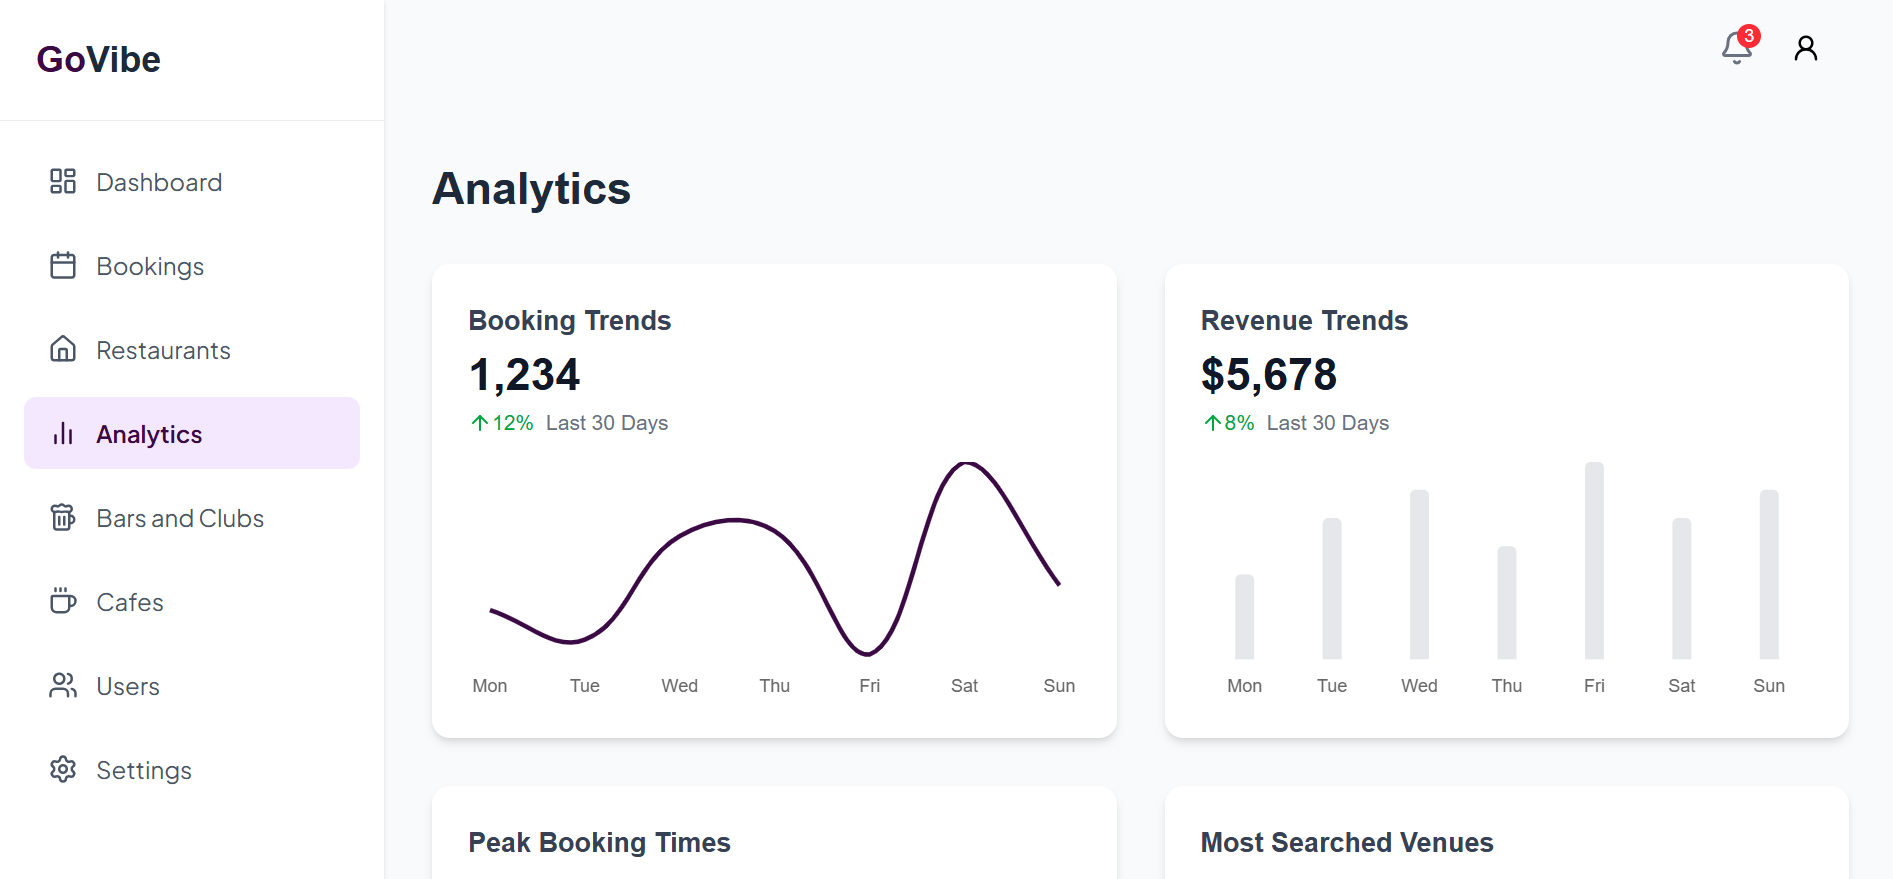 GoVibe
3
Dashboard
Bookings
Restaurants
Analytics
Bars and Clubs
Cafes
Users
Settings
Analytics
Booking Trends
1,234
12% Last 30 Days
Mon Tue Wed Thu Fri Sat Sun
Revenue Trends
$5,678
8% Last 30 Days
Mon Tue Wed Thu Fri Sat Sun
Peak Booking Times
Most Searched Venues